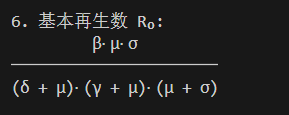 6. 基本再生数 R₀:
β·μ·σ
(δ + μ)·(γ + μ)·(μ + σ)